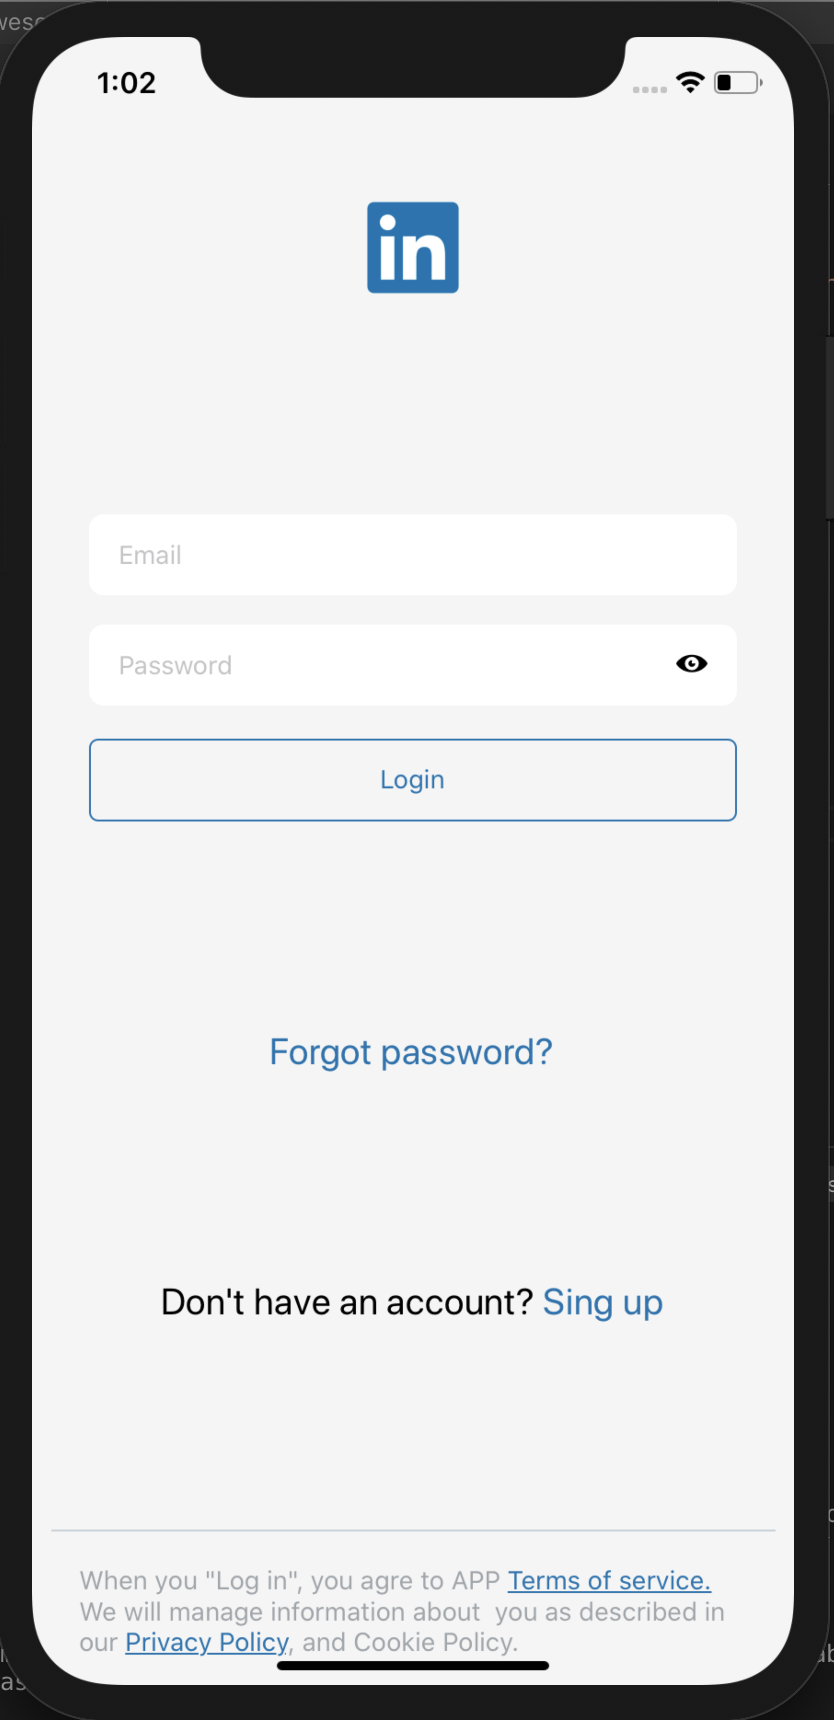 1:02
in
Email
Password
Login
Forgot password?
Don't have an account? Sing up
When you "Log in", you agre to APP Terms of service.
We will manage information about  you as described in
our Privacy Policy, and Cookie Policy.